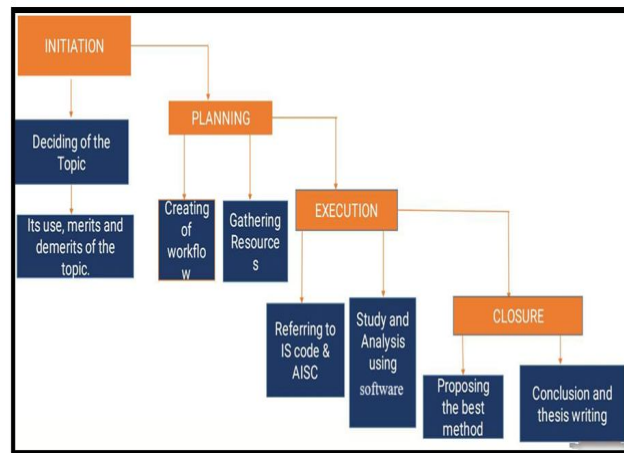 INITIATION
Deciding of the
Topic
Its use, merits and
demerits of the
topic.
PLANNING
Creating
of
workflo
w
Gathering
Resource
s
EXECUTION
Referring to
IS code &
AISC
Study and
Analysis
using
software
CLOSURE
Proposing
the best
method
Conclusion and
thesis writing